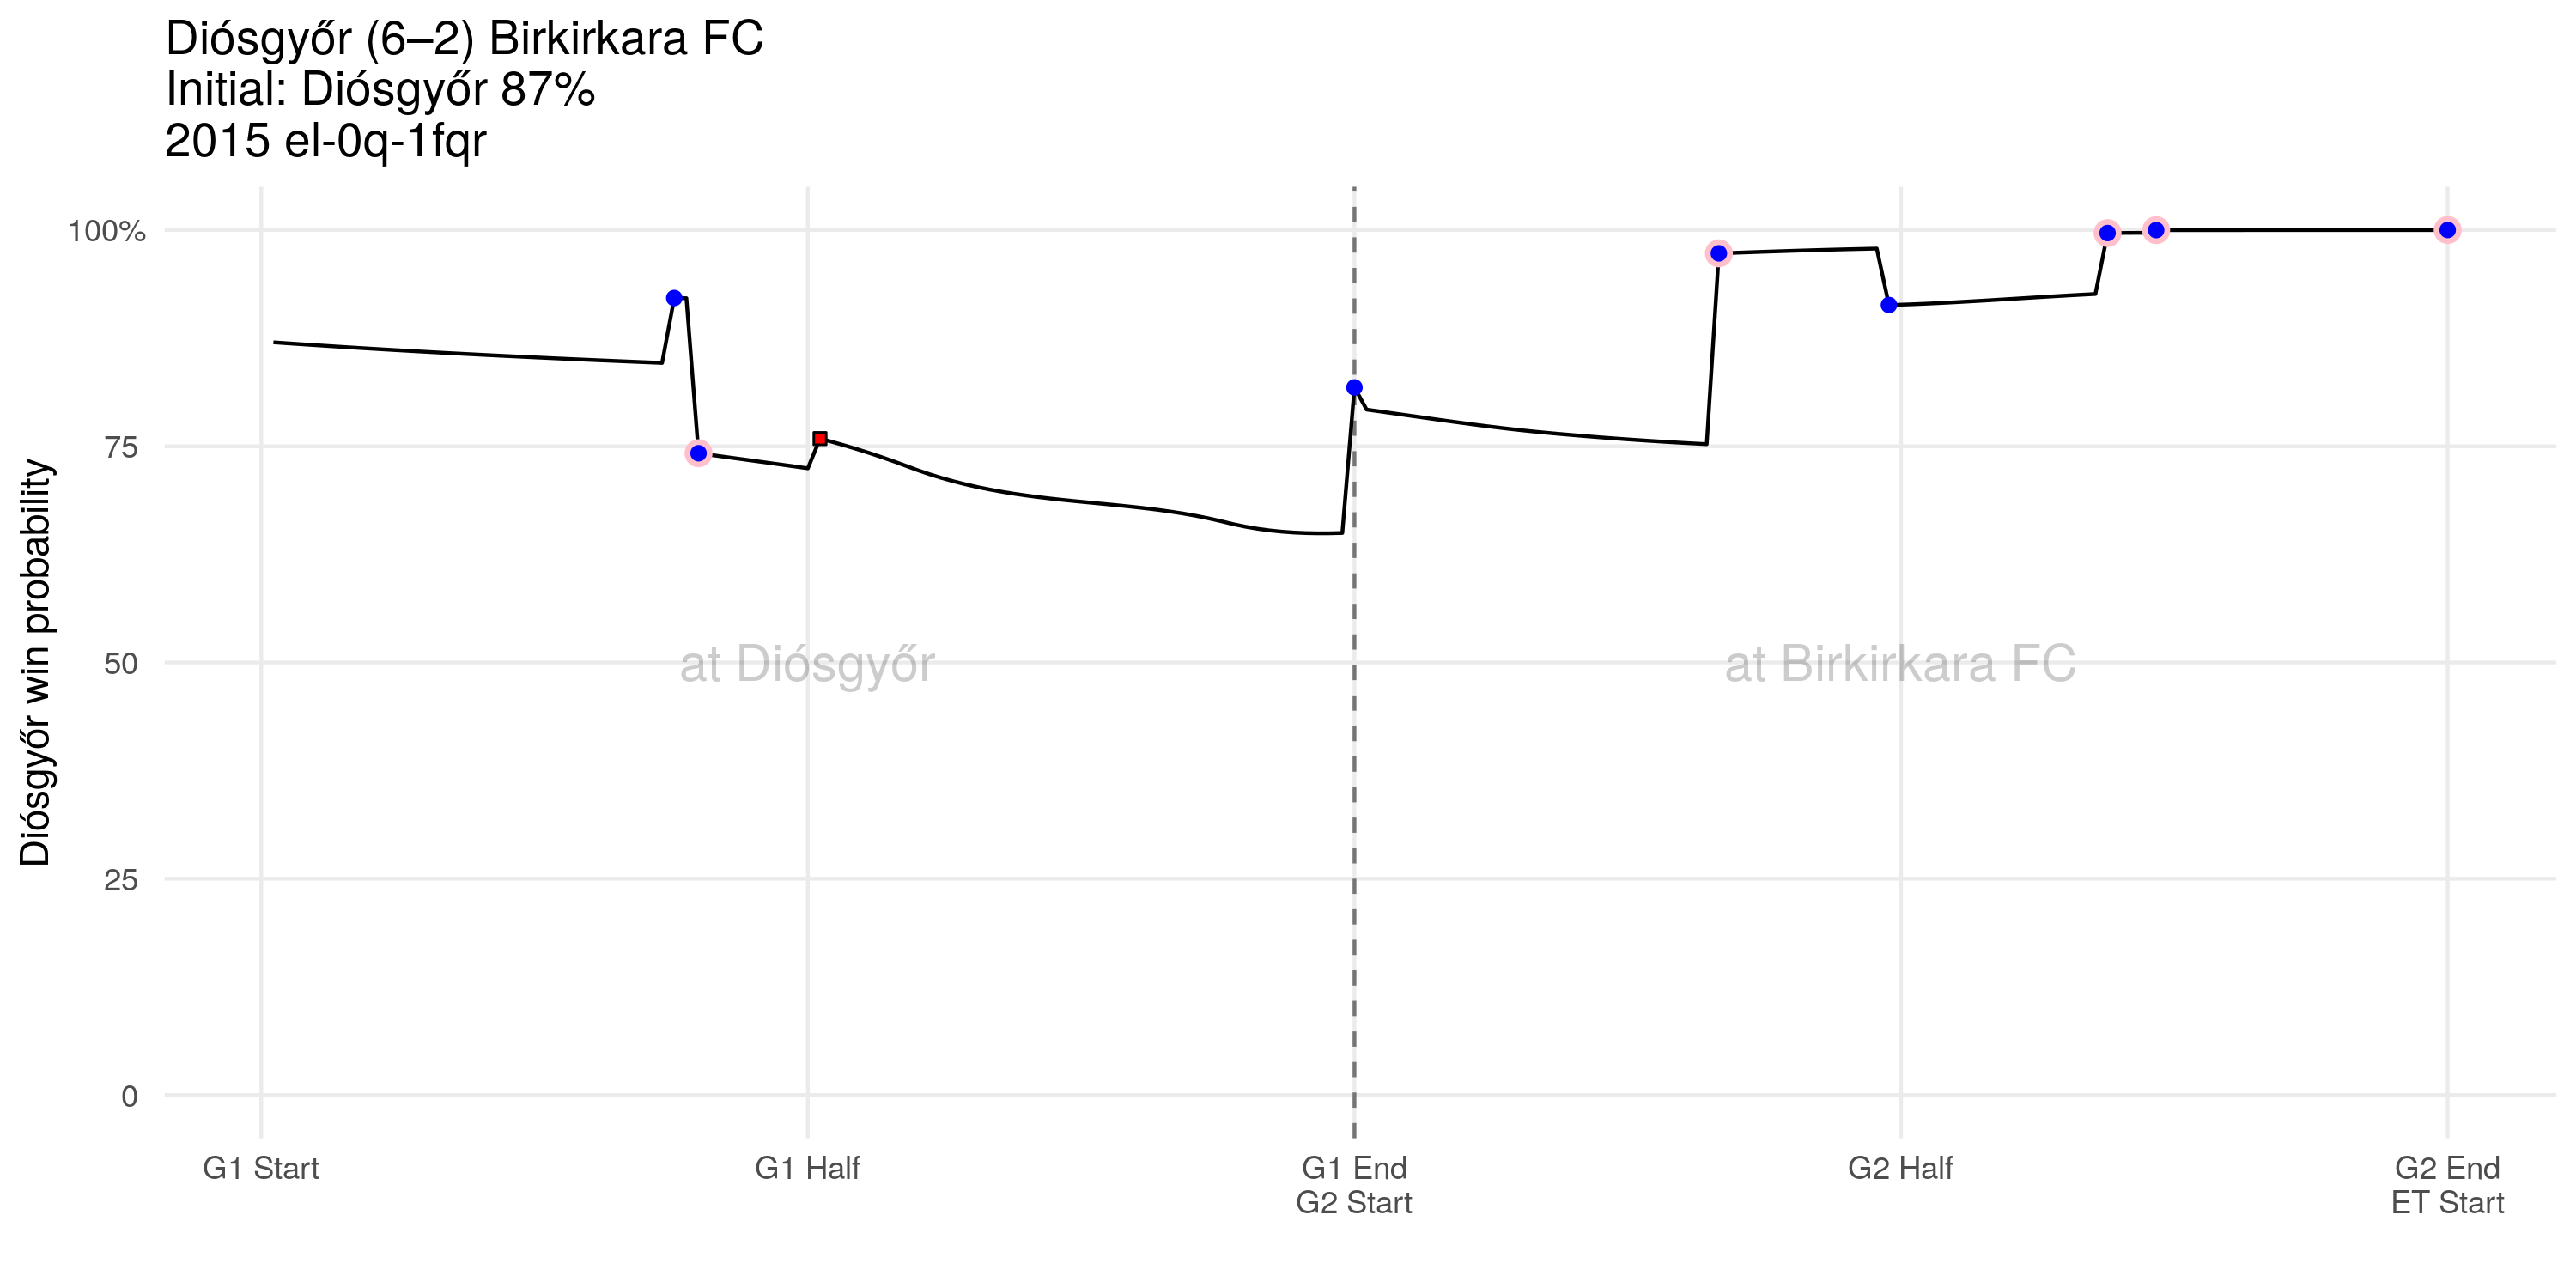 Diósgyőr (6–2) Birkirkara FC
Initial: Diósgyőr 87%
2015 el-0q-1fqr
Diósgyőr win probability
100%
75
50
25
0
at Diósgyőr
at Birkirkara FC
G1 Start
G1 Half
G1 End
G2 Start
G2 Half
G2 End
ET Start